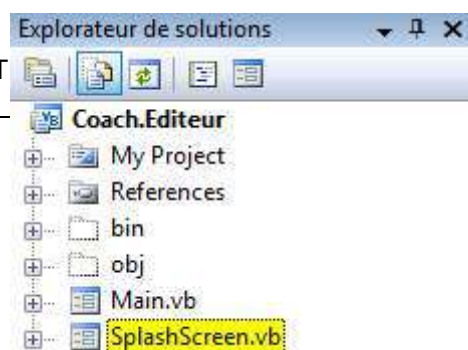 Explorateur de solutions
T
Coach.Editeur
My Project
References
bin
obj
Main.vb
SplashScreen.vb